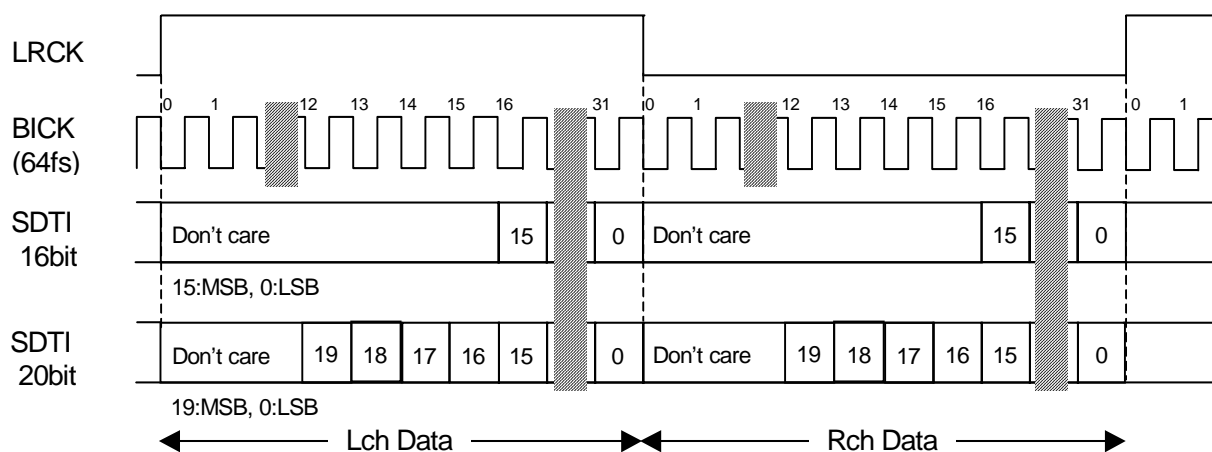 LRCK
0 1 12 13 14 15 16 31 0 1 12 13 14 15 16 31 0 1
BICK
(64fs)
SDTI
16bit
Don't care 15 0 Don't care 15 0
15:MSB, 0:LSB
SDTI
20bit
Don't care 19 18 17 16 15 0 Don't care 19 18 17 16 15 0
19:MSB, 0:LSB
Lch Data Rch Data